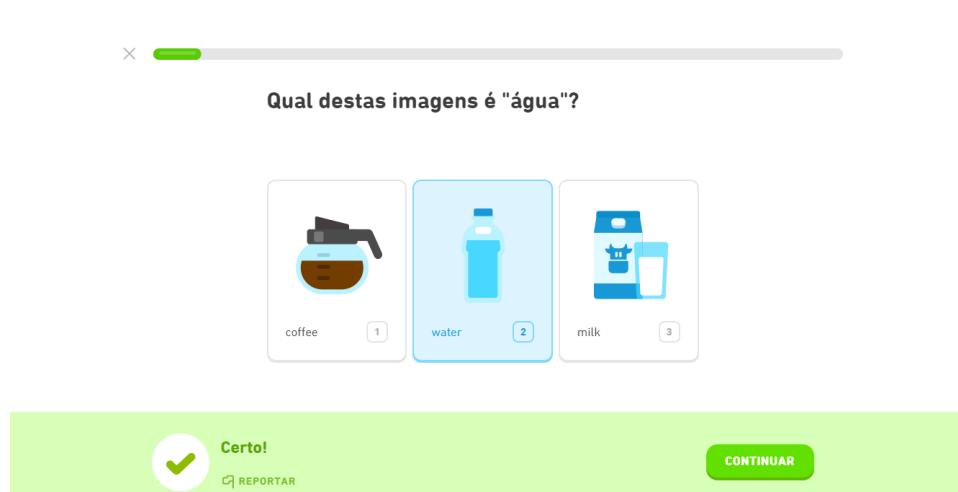 Qual destas imagens é "água"?
coffee 1
water 2
milk 3
Certo!
REPORTAR
CONTINUAR